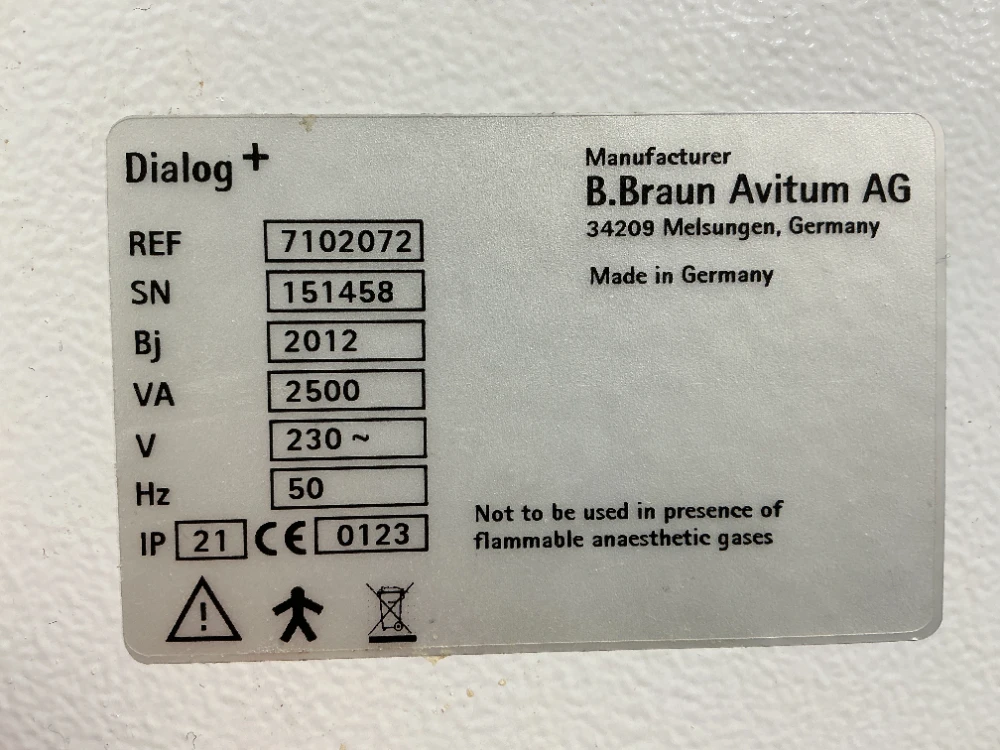 Dialog +
REF 7102072
SN 151458
Bj 2012
VA 2500
V 230 ~
Hz 50
IP 21 CE 0123
Manufacturer
B.Braun Avitum AG
34209 Melsungen, Germany
Made in Germany
Not to be used in presence of
flammable anaesthetic gases